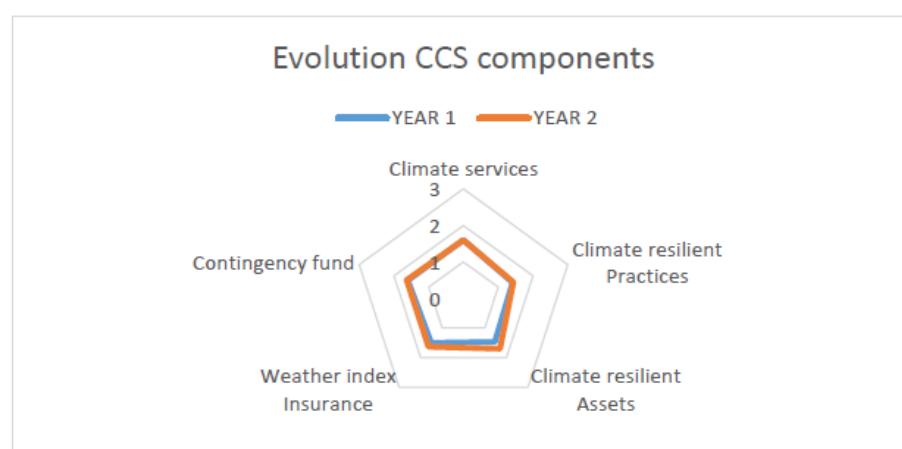 Evolution CCS components
YEAR 1 YEAR 2
Climate services
3
2
1
0
Climate resilient
Practices
Contingency fund
Weather index
Insurance
Climate resilient
Assets